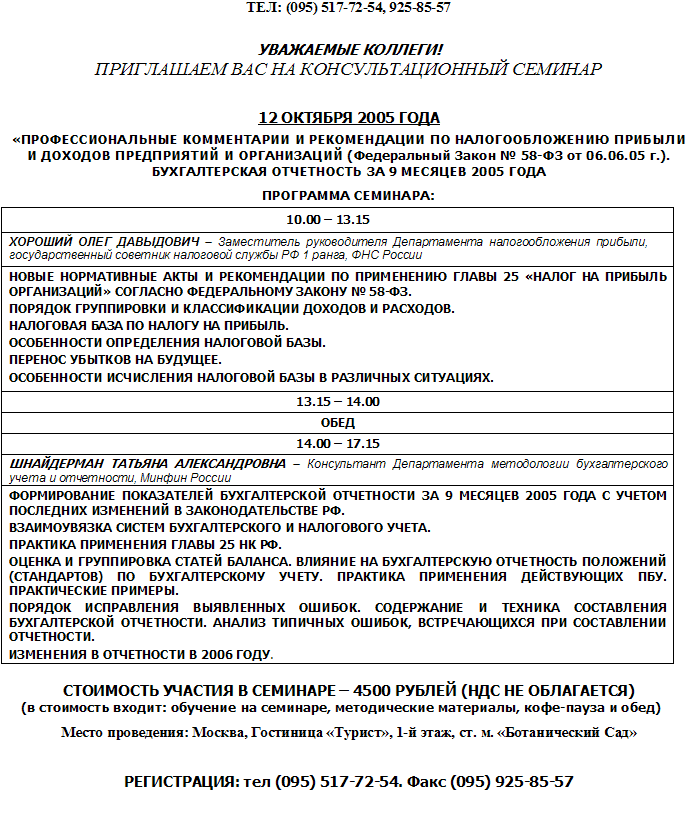 ТЕЛ: (095) 517-72-54, 925-85-57
УВАЖАЕМЫЕ КОЛЛЕГИ!
ПРИГЛАШАЕМ ВАС НА КОНСУЛЬТАЦИОННЫЙ СЕМИНАР
12 ОКТЯБРЯ 2005 ГОДА
«ПРОФЕССИОНАЛЬНЫЕ КОММЕНТАРИИ И РЕКОМЕНДАЦИИ ПО НАЛОГООБЛОЖЕНИЮ ПРИБЫЛИ
И ДОХОДОВ ПРЕДПРИЯТИЙ И ОРГАНИЗАЦИЙ (Федеральный Закон № 58-ФЗ от 06.06.05 г.).
БУХГАЛТЕРСКАЯ ОТЧЕТНОСТЬ ЗА 9 МЕСЯЦЕВ 2005 ГОДА
ПРОГРАММА СЕМИНАРА:
10.00 – 13.15
ХОРОШИЙ ОЛЕГ ДАВЫДОВИЧ – Заместитель руководителя Департамента налогообложения прибыли,
государственный советник налоговой службы РФ 1 ранга, ФНС России
НОВЫЕ НОРМАТИВНЫЕ АКТЫ И РЕКОМЕНДАЦИИ ПО ПРИМЕНЕНИЮ ГЛАВЫ 25 «НАЛОГ НА ПРИБЫЛЬ
ОРГАНИЗАЦИЙ» СОГЛАСНО ФЕДЕРАЛЬНОМУ ЗАКОНУ № 58-ФЗ.
ПОРЯДОК ГРУППИРОВКИ И КЛАССИФИКАЦИИ ДОХОДОВ И РАСХОДОВ.
НАЛОГОВАЯ БАЗА ПО НАЛОГУ НА ПРИБЫЛЬ.
ОСОБЕННОСТИ ОПРЕДЕЛЕНИЯ НАЛОГОВОЙ БАЗЫ.
ПЕРЕНОС УБЫТКОВ НА БУДУЩЕЕ.
ОСОБЕННОСТИ ИСЧИСЛЕНИЯ НАЛОГОВОЙ БАЗЫ В РАЗЛИЧНЫХ СИТУАЦИЯХ.
13.15 – 14.00
ОБЕД
14.00 – 17.15
ШНАЙДЕРМАН ТАТЬЯНА АЛЕКСАНДРОВНА – Консультант Департамента методологии бухгалтерского
учета и отчетности, Минфин России
ФОРМИРОВАНИЕ ПОКАЗАТЕЛЕЙ БУХГАЛТЕРСКОЙ ОТЧЕТНОСТИ ЗА 9 МЕСЯЦЕВ 2005 ГОДА С УЧЕТОМ
ПОСЛЕДНИХ ИЗМЕНЕНИЙ В ЗАКОНОДАТЕЛЬСТВЕ РФ.
ВЗАИМОУВЯЗКА СИСТЕМ БУХГАЛТЕРСКОГО И НАЛОГОВОГО УЧЕТА.
ПРАКТИКА ПРИМЕНЕНИЯ ГЛАВЫ 25 НК РФ.
ОЦЕНКА И ГРУППИРОВКА СТАТЕЙ БАЛАНСА. ВЛИЯНИЕ НА БУХГАЛТЕРСКУЮ ОТЧЕТНОСТЬ ПОЛОЖЕНИЙ
(СТАНДАРТОВ) ПО БУХГАЛТЕРСКОМУ УЧЕТУ. ПРАКТИКА ПРИМЕНЕНИЯ ДЕЙСТВУЮЩИХ ПБУ.
ПРАКТИЧЕСКИЕ ПРИМЕРЫ.
ПОРЯДОК ИСПРАВЛЕНИЯ ВЫЯВЛЕННЫХ ОШИБОК. СОДЕРЖАНИЕ И ТЕХНИКА СОСТАВЛЕНИЯ
БУХГАЛТЕРСКОЙ ОТЧЕТНОСТИ. АНАЛИЗ ТИПИЧНЫХ ОШИБОК, ВСТРЕЧАЮЩИХСЯ ПРИ СОСТАВЛЕНИИ
ОТЧЕТНОСТИ.
ИЗМЕНЕНИЯ В ОТЧЕТНОСТИ В 2006 ГОДУ.
СТОИМОСТЬ УЧАСТИЯ В СЕМИНАРЕ – 4500 РУБЛЕЙ (НДС НЕ ОБЛАГАЕТСЯ)
(в стоимость входит: обучение на семинаре, методические материалы, кофе-пауза и обед)
Место проведения: Москва, Гостиница «Турист», 1-й этаж, ст. м. «Ботанический Сад»
РЕГИСТРАЦИЯ: тел (095) 517-72-54. Факс (095) 925-85-57